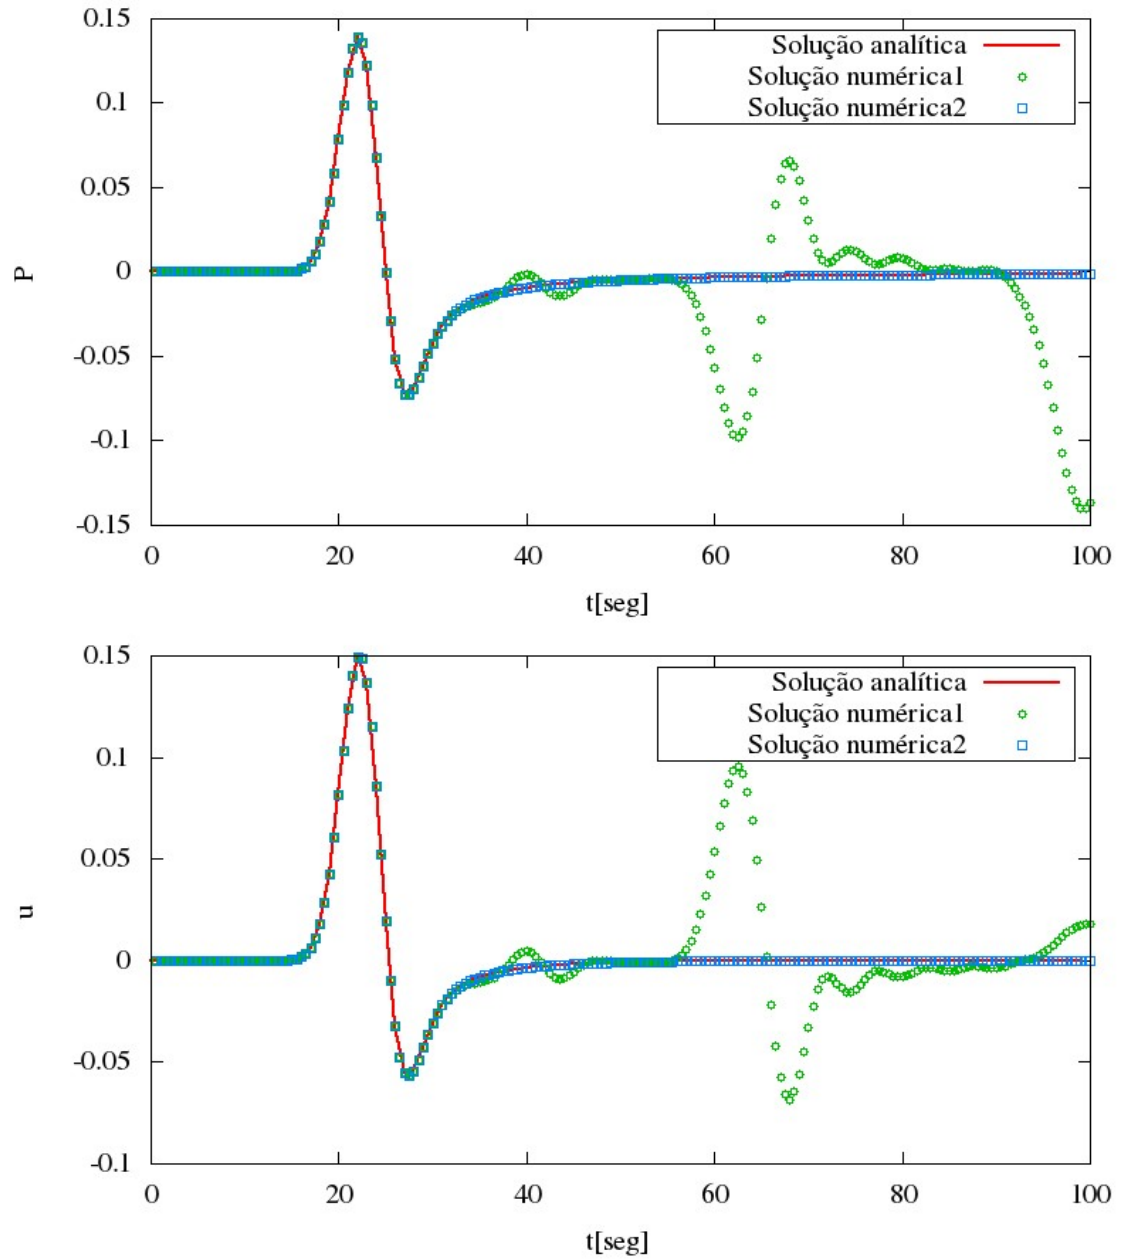 0.15
0.1
0.05
0
-0.05
-0.1
-0.15
P
Solução analítica
Solução numérica1
Solução numérica2
0 20 40 60 80 100
t[seg]
0.15
0.1
0.05
0
-0.05
-0.1
u
Solução analítica
Solução numérica1
Solução numérica2
0 20 40 60 80 100
t[seg]